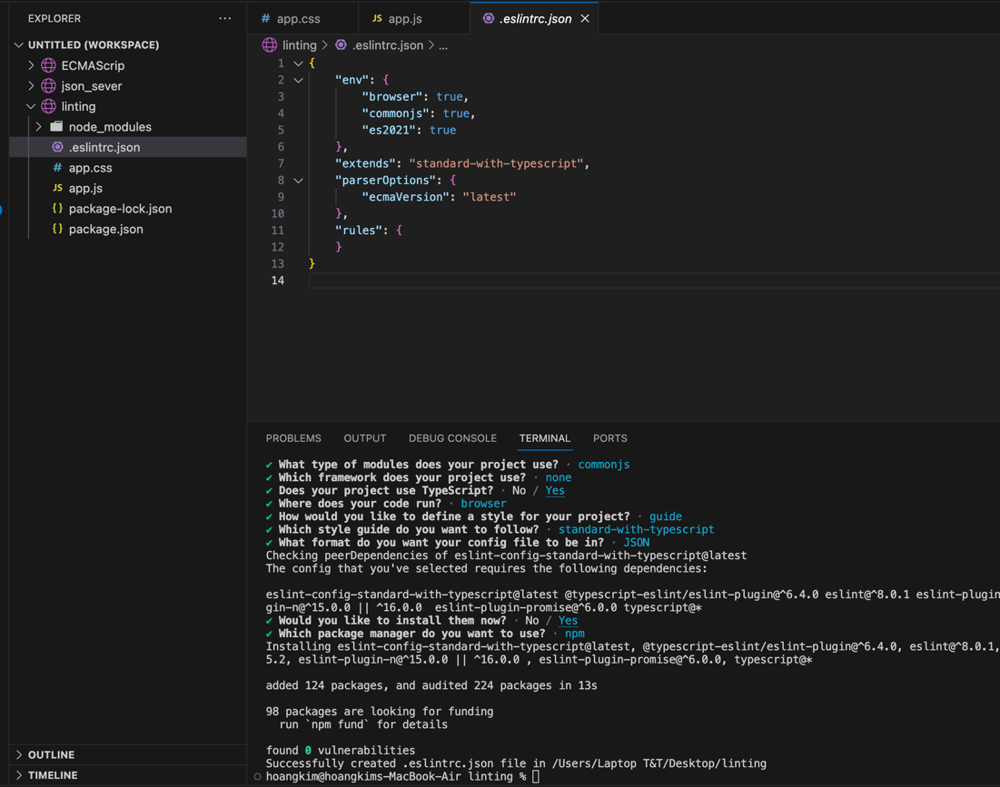 EXPLORER
UNTITLED (WORKSPACE)
ECMAScrip
json_sever
linting
node_modules
.eslintrc.json
app.css
app.js
package-lock.json
package.json
OUTLINE
TIMELINE
app.css
JS app.js
.eslintrc.json
linting > .eslintrc.json > ...
1 {
2 "env": {
3 "browser": true,
4 "commonjs": true,
5 "es2021": true
6 },
7 "extends": "standard-with-typescript",
8 "parserOptions": {
9 "ecmaVersion": "latest"
10 },
11 "rules": {
12 }
13 }
14
PROBLEMS OUTPUT DEBUG CONSOLE TERMINAL PORTS
✔ What type of modules does your project use? · commonjs
✔ Which framework does your project use? · none
✔ Does your project use TypeScript? · No / Yes
✔ Where does your code run? · browser
✔ How would you like to define a style for your project? · guide
✔ Which style guide do you want to follow? · standard-with-typescript
✔ What format do you want your config file to be in? · JSON
Checking peerDependencies of eslint-config-standard-with-typescript@latest
The config that you've selected requires the following dependencies:
eslint-config-standard-with-typescript@latest @typescript-eslint/eslint-plugin@^6.4.0 eslint@^8.0.1 eslint-plugin
gin-n@^15.0.0 || ^16.0.0  eslint-plugin-promise@^6.0.0 typescript@*
✔ Would you like to install them now? · No / Yes
✔ Which package manager do you want to use? · npm
Installing eslint-config-standard-with-typescript@latest, @typescript-eslint/eslint-plugin@^6.4.0, eslint@^8.0.1,
5.2, eslint-plugin-n@^15.0.0 || ^16.0.0 , eslint-plugin-promise@^6.0.0, typescript@*
added 124 packages, and audited 224 packages in 13s
98 packages are looking for funding
run `npm fund` for details
found 0 vulnerabilities
Successfully created .eslintrc.json file in /Users/Laptop T&T/Desktop/linting
hoangkim@hoangkims-MacBook-Air linting %